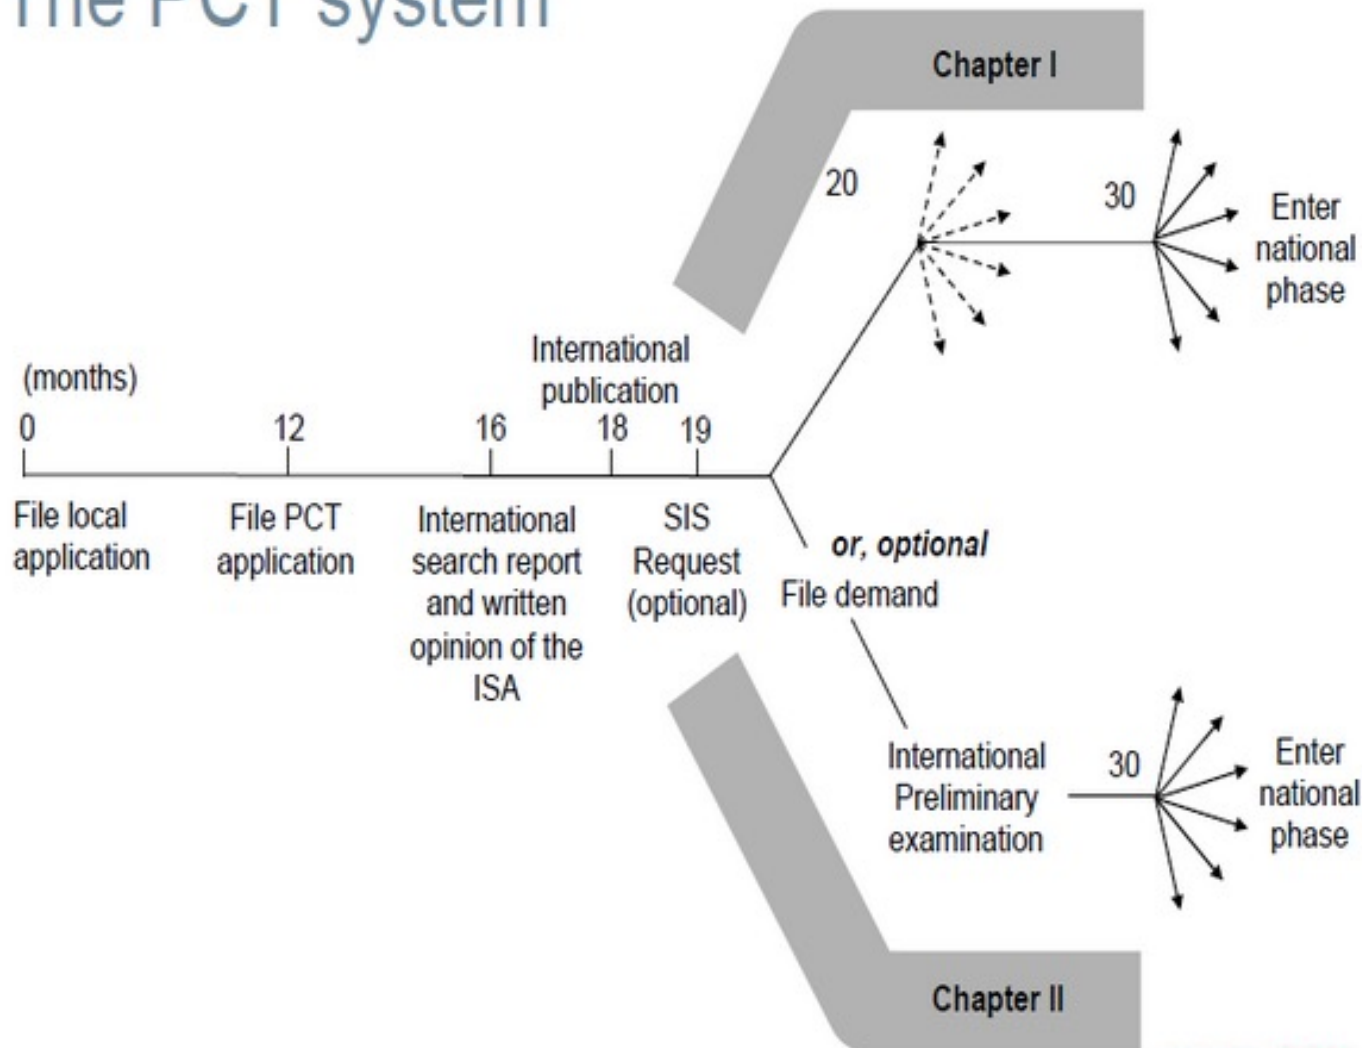 The PCT system
Chapter I
20
30
Enter
national
phase
International
publication
(months)
0
12
16
18
19
File local
application
File PCT
application
International
search report
and written
opinion of the
ISA
SIS
Request
(optional)
or, optional
File demand
International
Preliminary
examination
30
Enter
national
phase
Chapter II